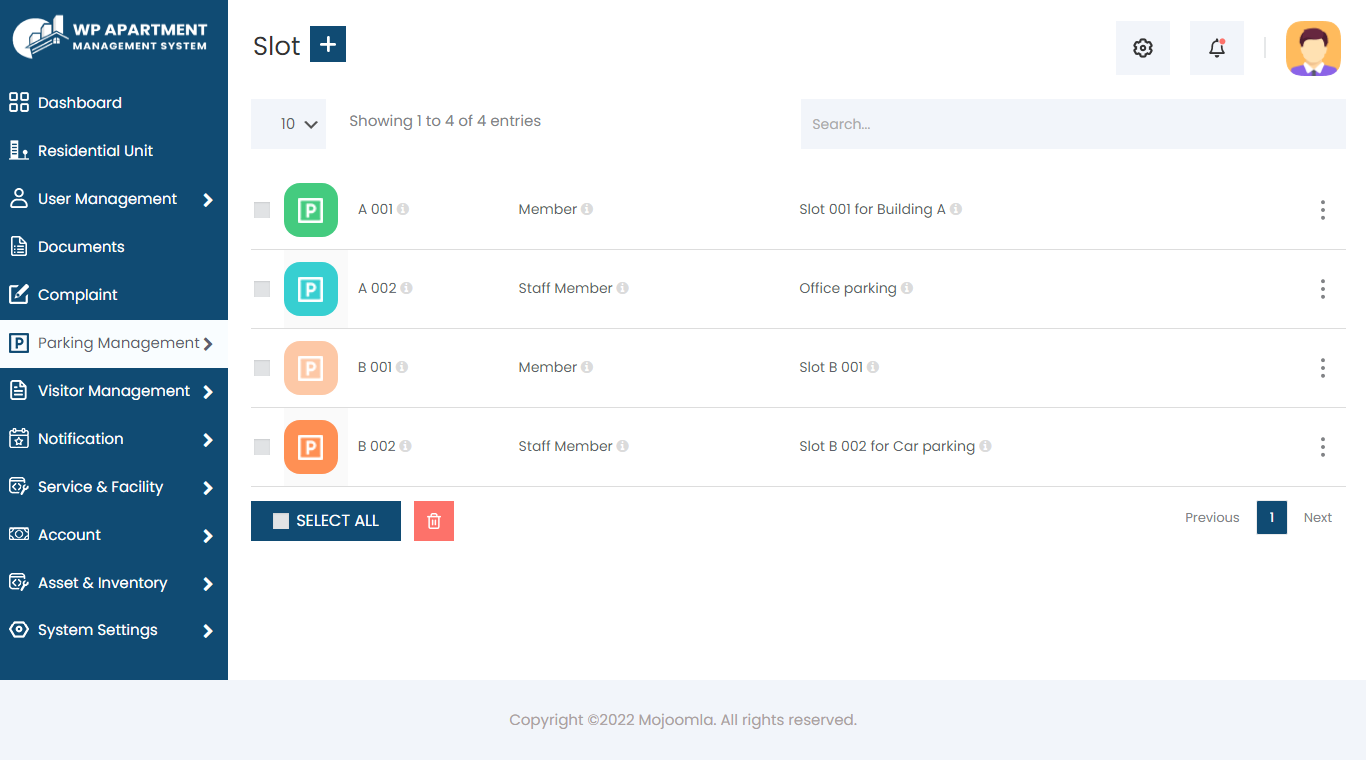 WP APARTMENT
MANAGEMENT SYSTEM
Dashboard
Residential Unit
User Management
Documents
Complaint
Parking Management
Visitor Management
Notification
Service & Facility
Account
Asset & Inventory
System Settings
Slot
10
Showing 1 to 4 of 4 entries
Search...
P A 001 Member Slot 001 for Building A
P A 002 Staff Member Office parking
P B 001 Member Slot B 001
P B 002 Staff Member Slot B 002 for Car parking
SELECT ALL
Previous 1 Next
Copyright ©2022 Mojoomla. All rights reserved.